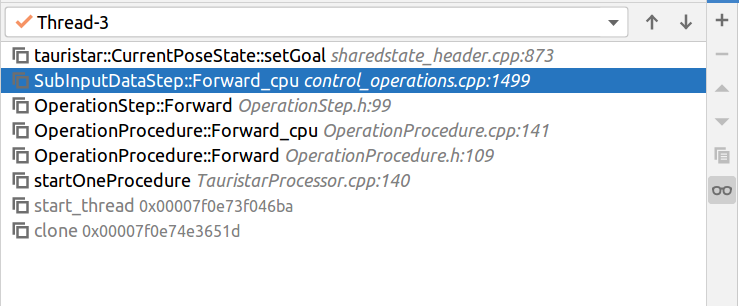 Thread-3
tauristar::CurrentPoseState::setGoal sharedstate_header.cpp:873
SubInputDataStep::Forward_cpu control_operations.cpp:1499
OperationStep::Forward OperationStep.h:99
OperationProcedure::Forward_cpu OperationProcedure.cpp:141
OperationProcedure::Forward OperationProcedure.h:109
startOneProcedure TauristarProcessor.cpp:140
start_thread 0x00007f0e73f046ba
clone 0x00007f0e74e3651d